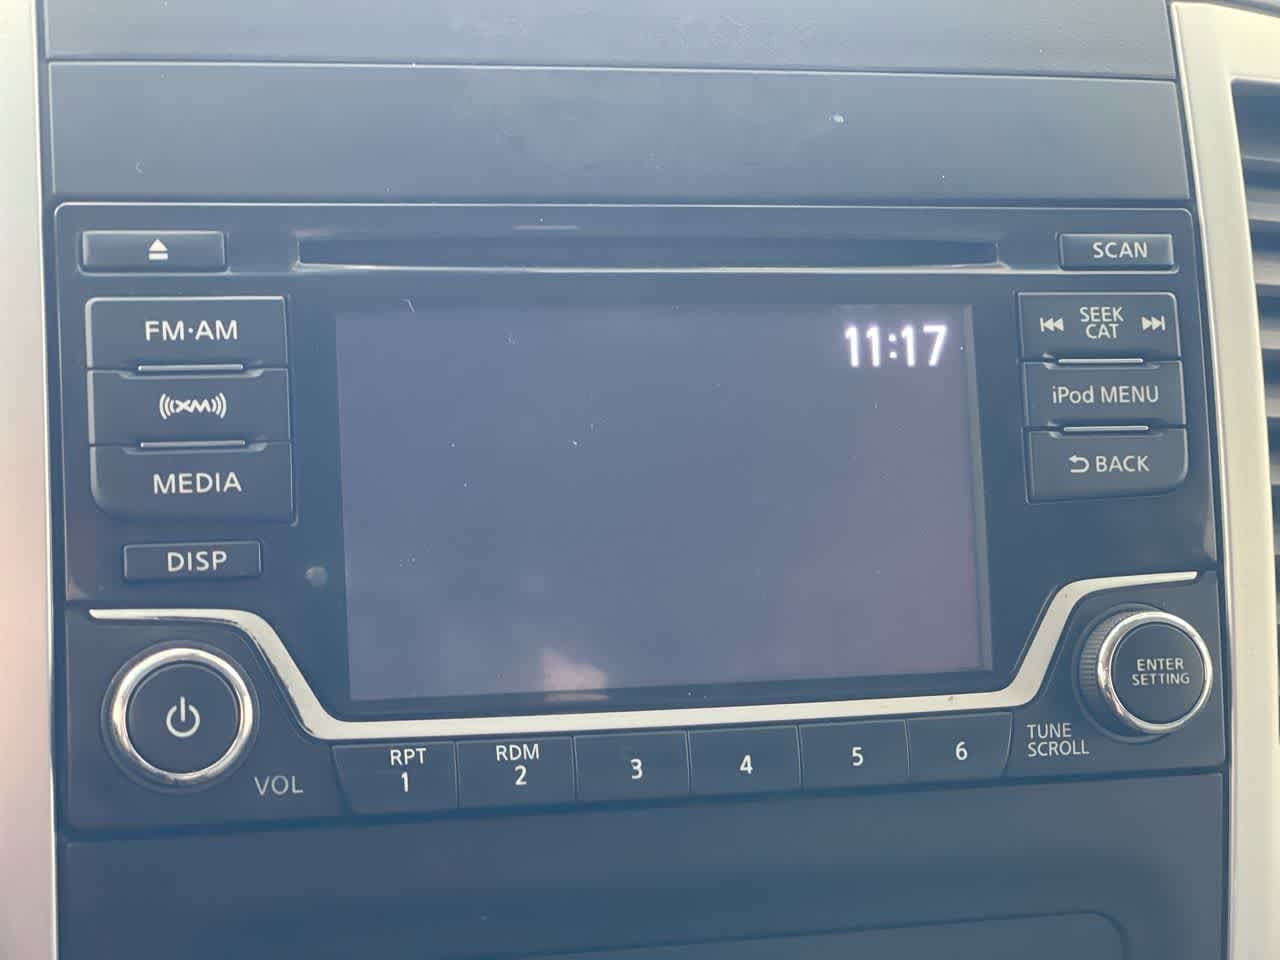 SCAN
FM·AM
11:17
SEEK
CAT
XM
iPod MENU
MEDIA
BACK
DISP
ENTER
SETTING
VOL
RPT
1
RDM
2
3
4
5
6
TUNE
SCROLL